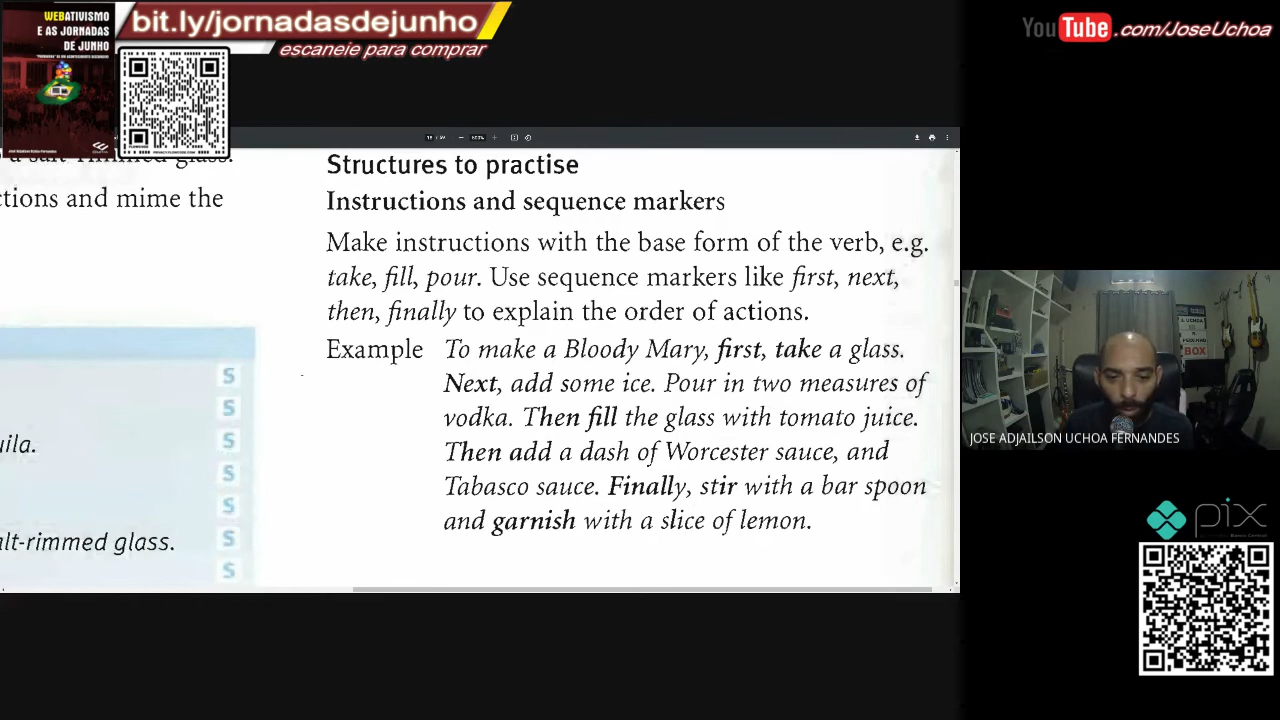 WEBATIVISMO
E AS JORNADAS
DE JUNHO
bit.ly/jornadasdejunho
escaneie para comprar
YouTube.com/JoseUchoa
a salt-rimmed glass.
ctions and mime the
Structures to practise
Instructions and sequence markers
Make instructions with the base form of the verb, e.g.
take, fill, pour. Use sequence markers like first, next,
then, finally to explain the order of actions.
Example To make a Bloody Mary, first, take a glass.
Next, add some ice. Pour in two measures of
vodka. Then fill the glass with tomato juice.
Then add a dash of Worcester sauce, and
Tabasco sauce. Finally, stir with a bar spoon
and garnish with a slice of lemon.
S
S
S
uila.
S
S
S
alt-rimmed glass.
S
BOX
JOSE ADJAILSON UCHOA FERNANDES
pix